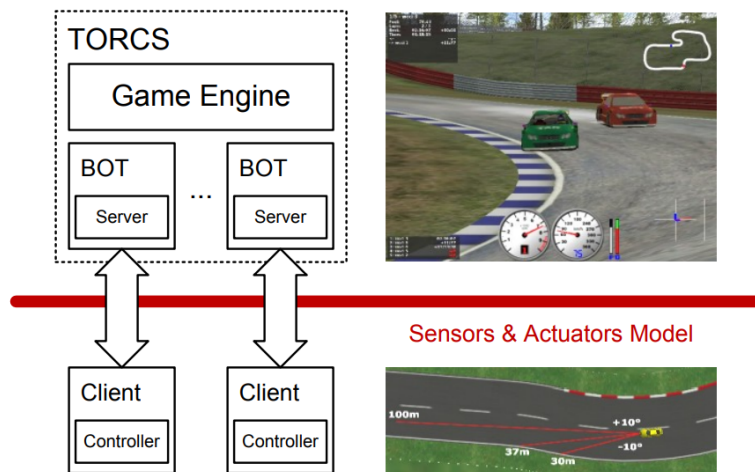 TORCS
Game Engine
BOT
...
BOT
Server
Server
75
Sensors & Actuators Model
Client
Client
Controller
Controller
100m
+10°
-10°
37m
30m